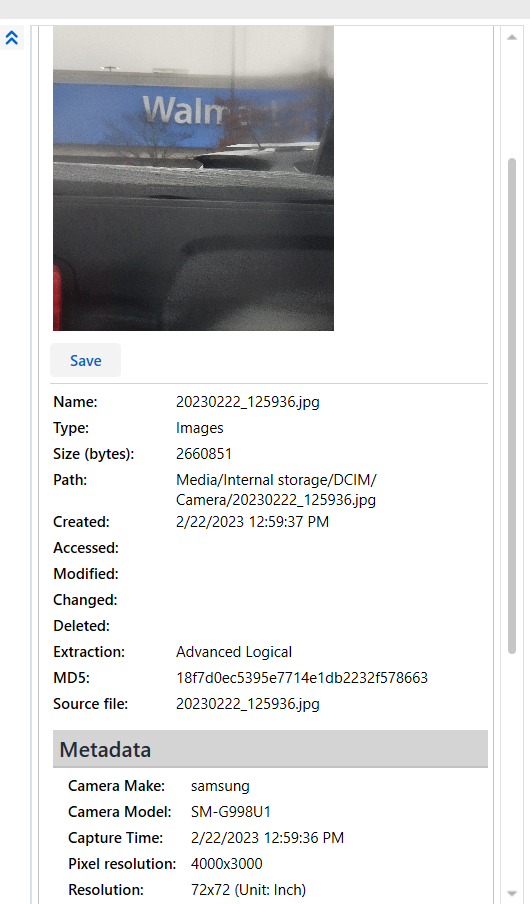 Walm
Save
Name: 20230222_125936.jpg
Type: Images
Size (bytes): 2660851
Path: Media/Internal storage/DCIM/
Camera/20230222_125936.jpg
Created: 2/22/2023 12:59:37 PM
Accessed:
Modified:
Changed:
Deleted:
Extraction: Advanced Logical
MD5: 18f7d0ec5395e7714e1db2232f578663
Source file: 20230222_125936.jpg
Metadata
Camera Make: samsung
Camera Model: SM-G998U1
Capture Time: 2/22/2023 12:59:36 PM
Pixel resolution: 4000x3000
Resolution: 72x72 (Unit: Inch)